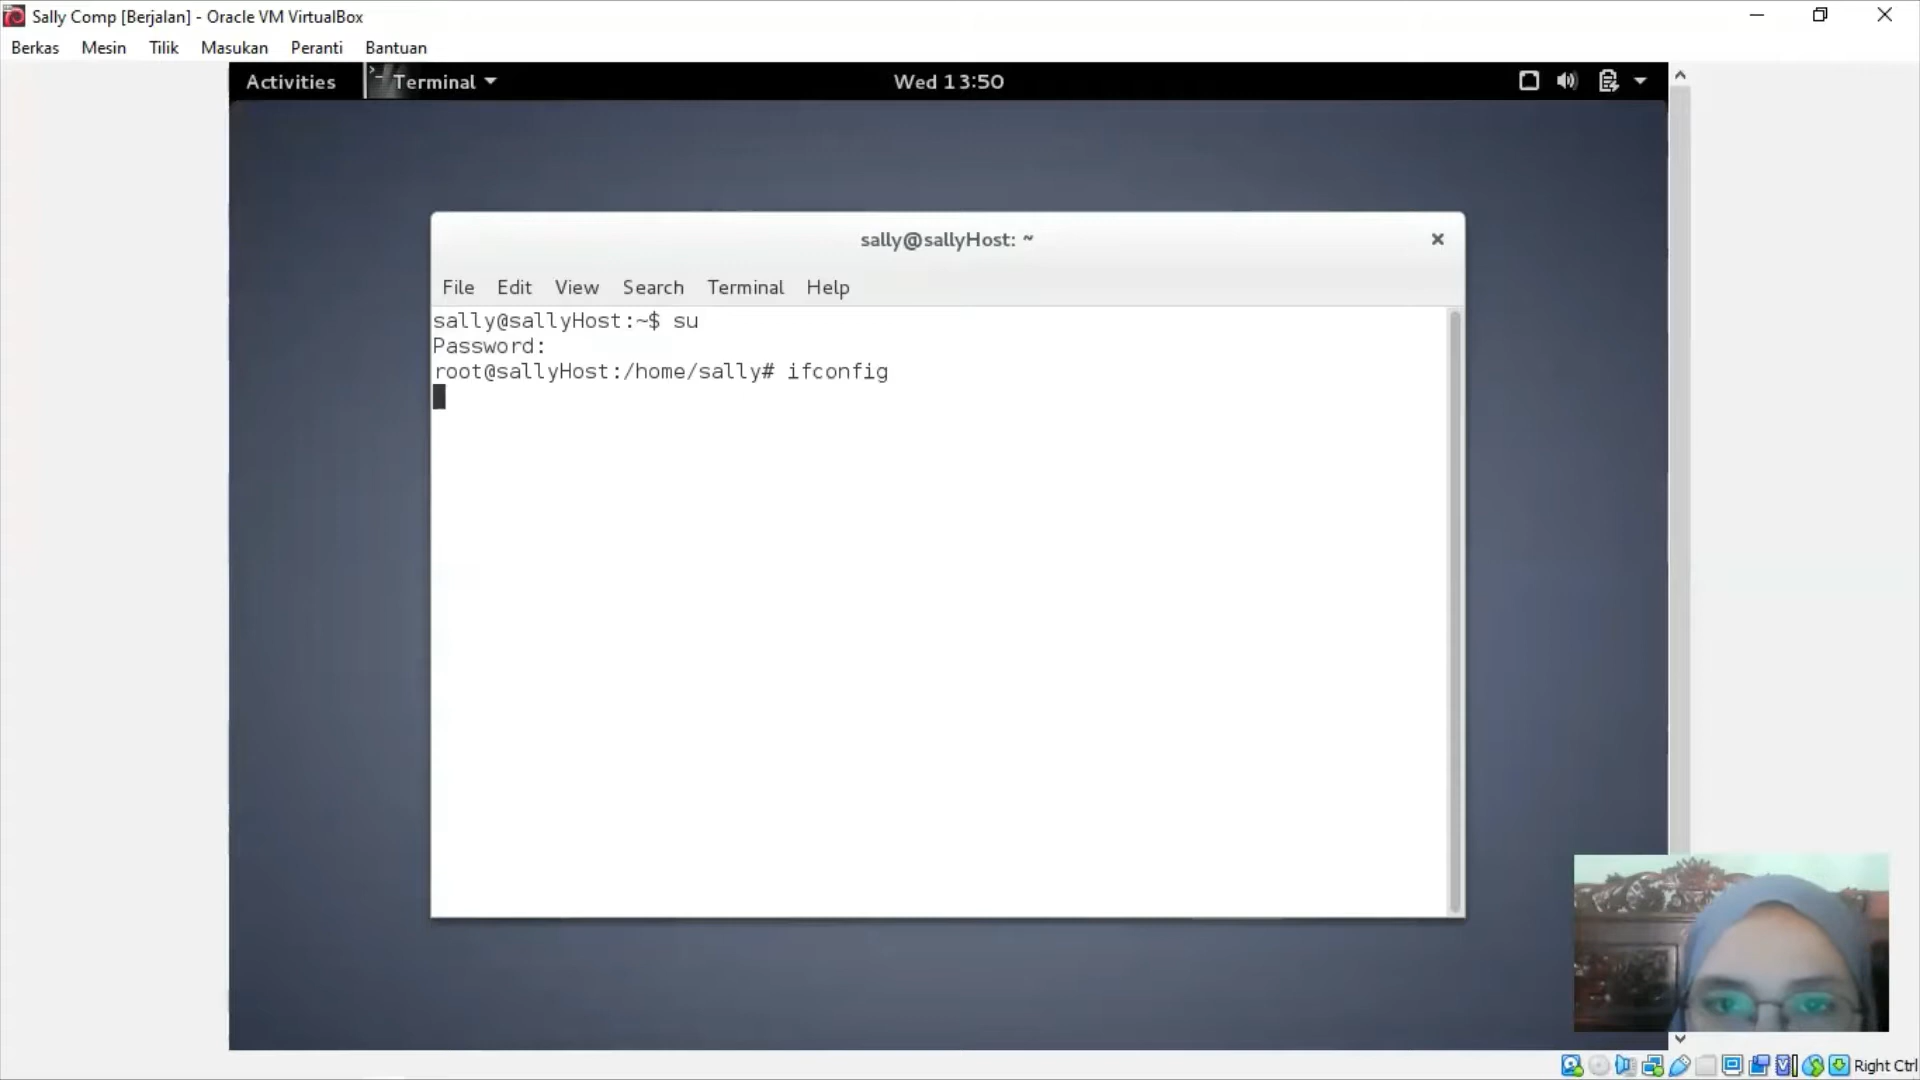 Sally Comp [Berjalan] - Oracle VM VirtualBox
Berkas Mesin Tilik Masukan Peranti Bantuan
Activities Terminal Wed 13:50
sally@sallyHost: ~
File Edit View Search Terminal Help
sally@sallyHost:~$ su
Password:
root@sallyHost:/home/sally# ifconfig
Right Ctrl